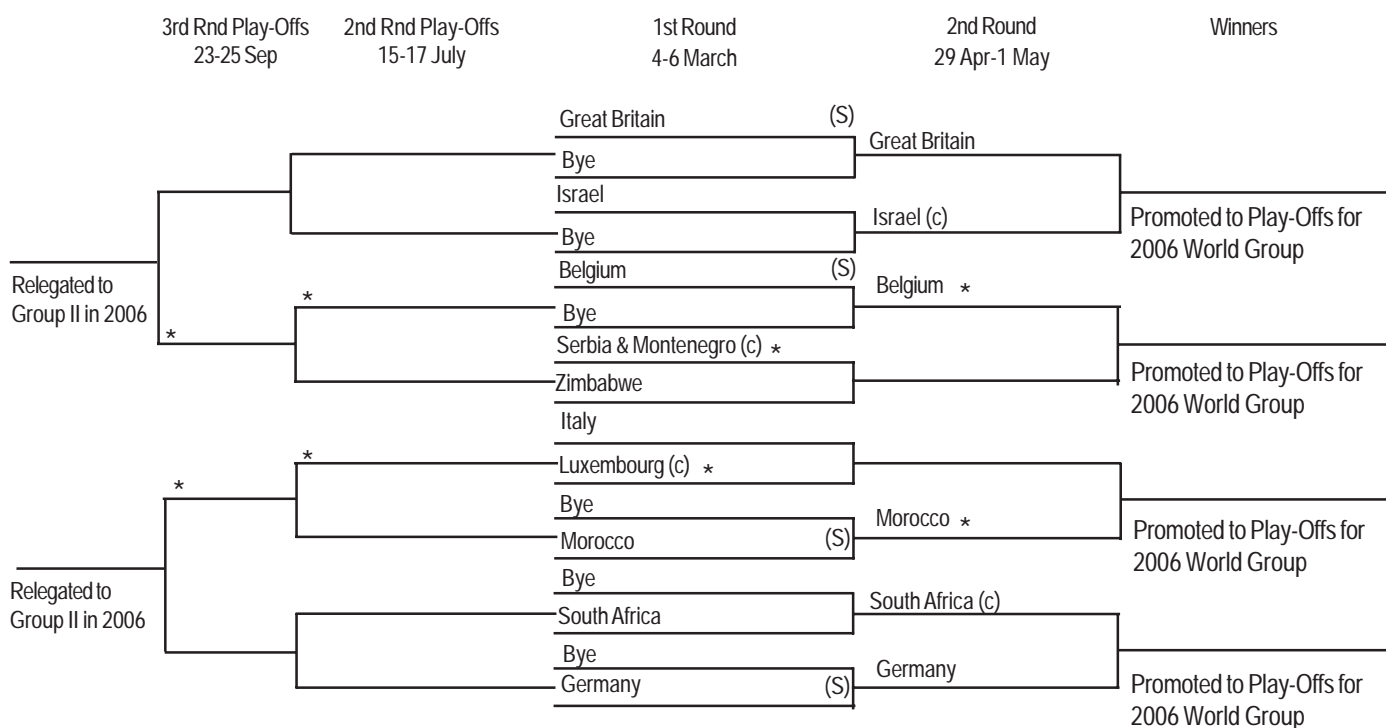 3rd Rnd Play-Offs
23-25 Sep
2nd Rnd Play-Offs
15-17 July
1st Round
4-6 March
2nd Round
29 Apr-1 May
Winners
Great Britain (S)
Bye
Israel
Bye
Belgium (S)
Bye
Serbia & Montenegro (c) *
Zimbabwe
Italy
Luxembourg (c) *
Bye
Morocco (S)
Bye
South Africa
Bye
Germany (S)
Great Britain
Israel (c)
Belgium *
Morocco *
South Africa (c)
Germany
Promoted to Play-Offs for
2006 World Group
Promoted to Play-Offs for
2006 World Group
Promoted to Play-Offs for
2006 World Group
Promoted to Play-Offs for
2006 World Group
Relegated to
Group II in 2006
*
*
*
*
Relegated to
Group II in 2006